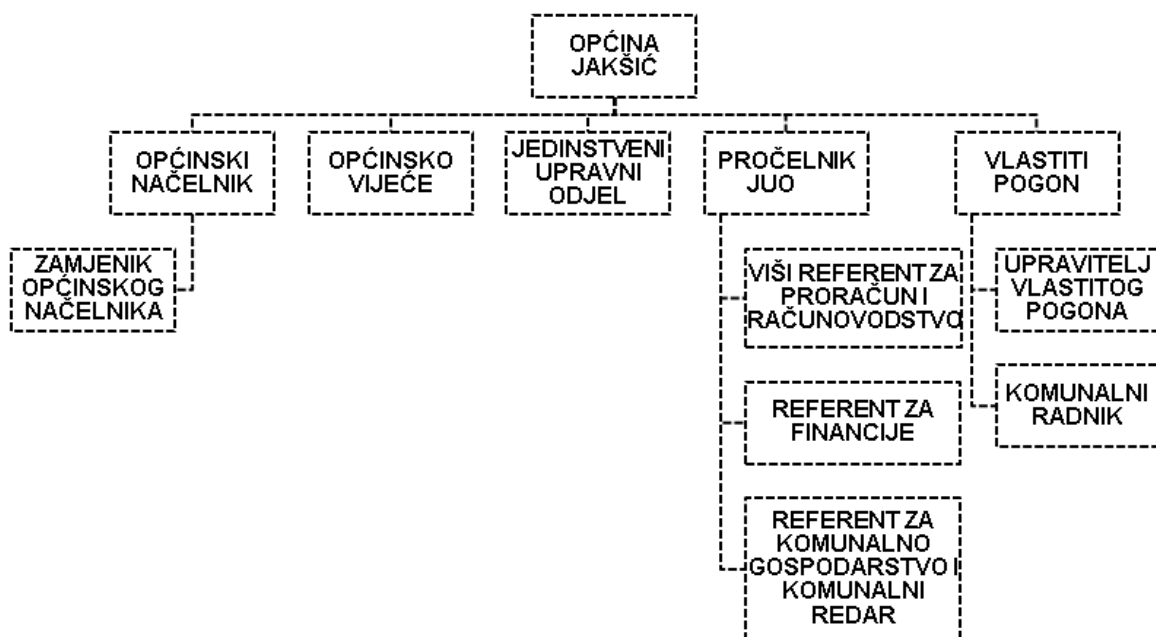 OPĆINA
JAKŠIĆ
OPĆINSKI
NAČELNIK
OPĆINSKO
VIJEĆE
JEDINSTVENI
UPRAVNI
ODJEL
PROČELNIK
JUO
VLASTITI
POGON
ZAMJENIK
OPĆINSKOG
NAČELNIKA
VIŠI REFERENT ZA
PRORAČUN I
RAČUNOVODSTVO
REFERENT ZA
FINANCIJE
REFERENT ZA
KOMUNALNO
GOSPODARSTVO I
KOMUNALNI
REDAR
UPRAVITELJ
VLASTITOG
POGONA
KOMUNALNI
RADNIK